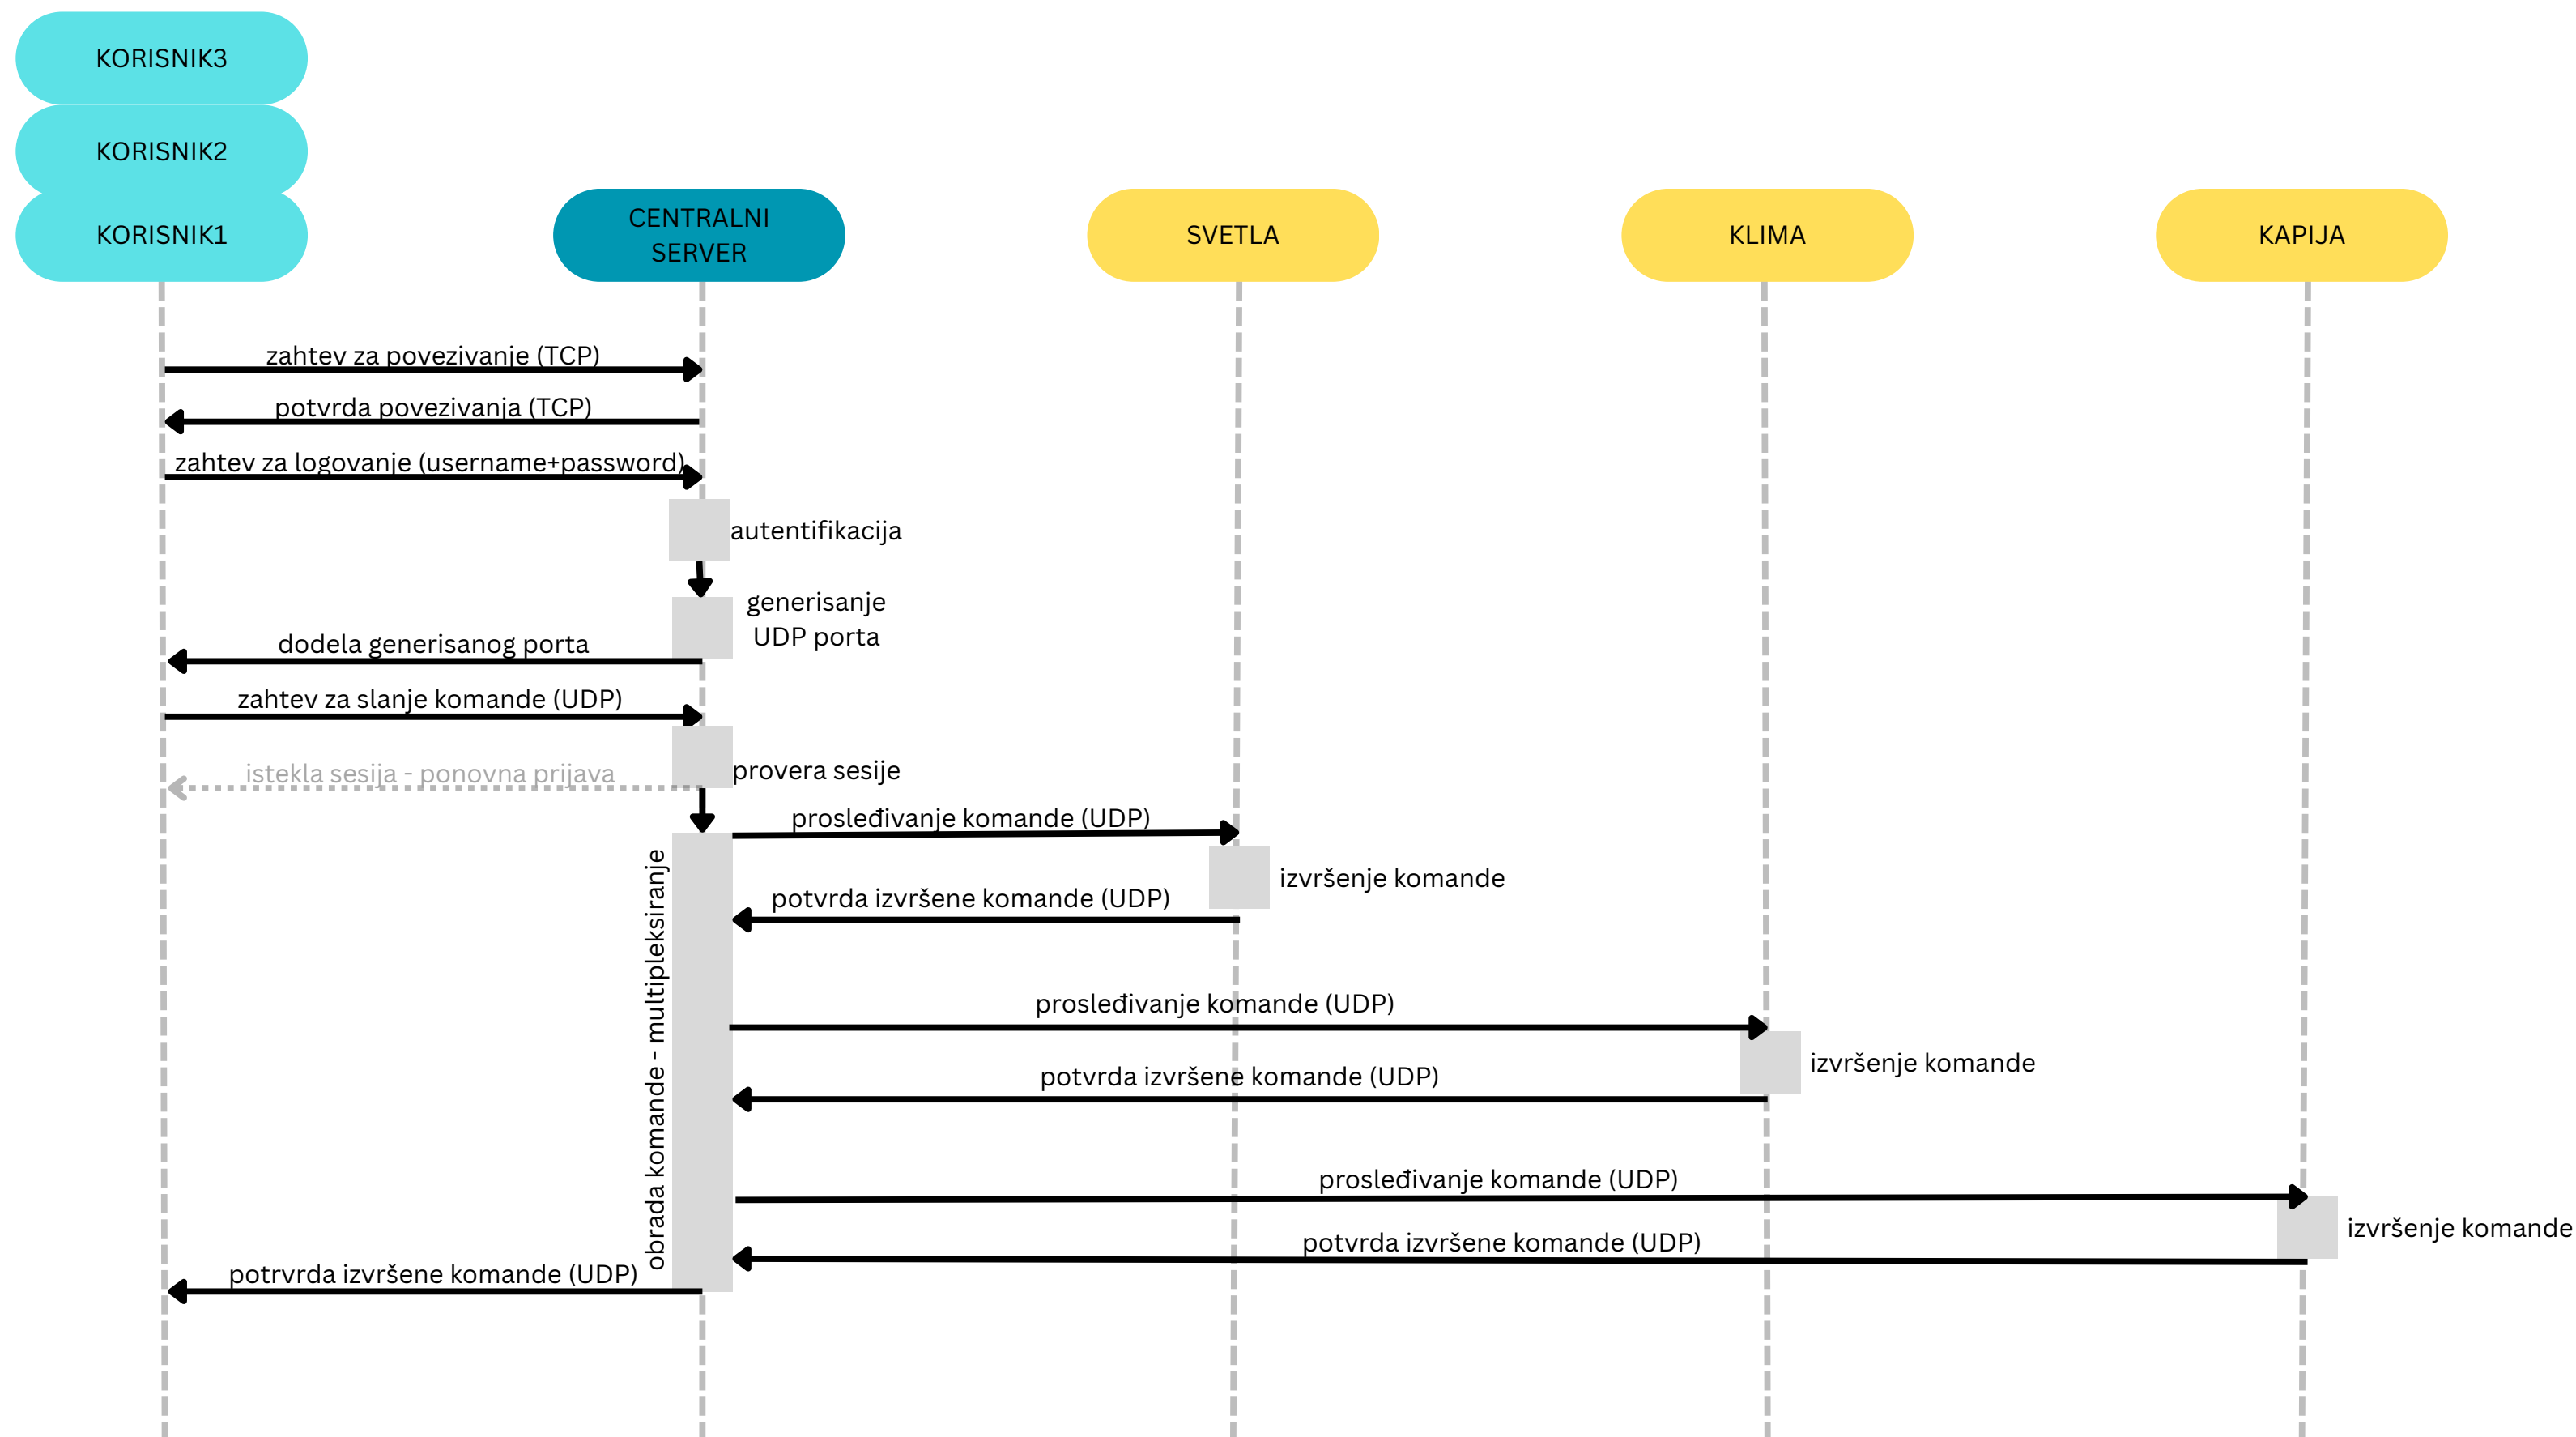 KORISNIK3
KORISNIK2
KORISNIK1
CENTRALNI
SERVER
SVETLA
KLIMA
KAPIJA
zahtev za povezivanje (TCP)
potvrda povezivanja (TCP)
zahtev za logovanje (username+password)
autentifikacija
generisanje
UDP porta
dodela generisanog porta
zahtev za slanje komande (UDP)
provera sesije
istekla sesija - ponovna prijava
prosleđivanje komande (UDP)
izvršenje komande
potvrda izvršene komande (UDP)
obrada komande - multipleksiranje
prosleđivanje komande (UDP)
izvršenje komande
potvrda izvršene komande (UDP)
prosleđivanje komande (UDP)
izvršenje komande
potvrda izvršene komande (UDP)
potrvrda izvršene komande (UDP)